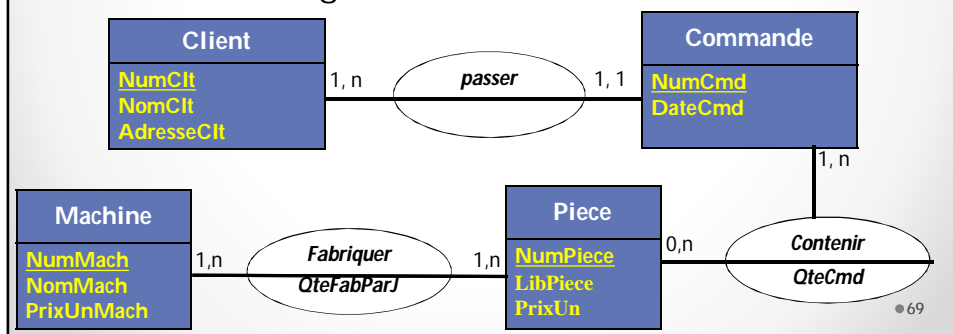 Client
NumClt
NomClt
AdresseClt
1, n
passer
1, 1
Commande
NumCmd
DateCmd
1, n
Machine
NumMach
NomMach
PrixUnMach
1,n
Fabriquer
QteFabParJ
1,n
Piece
NumPiece
LibPiece
PrixUn
0,n
Contenir
QteCmd
69